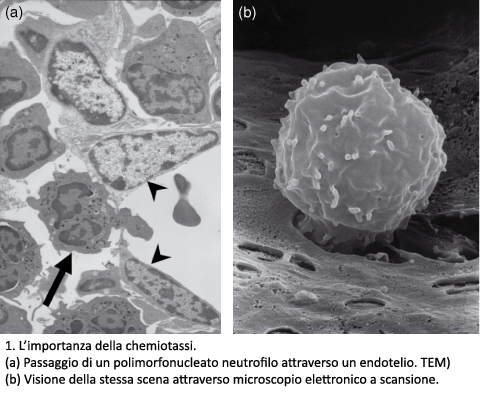 (a)
(b)
1. L'importanza della chemiotassi.
(a) Passaggio di un polimorfonucleato neutrofilo attraverso un endotelio. TEM)
(b) Visione della stessa scena attraverso microscopio elettronico a scansione.